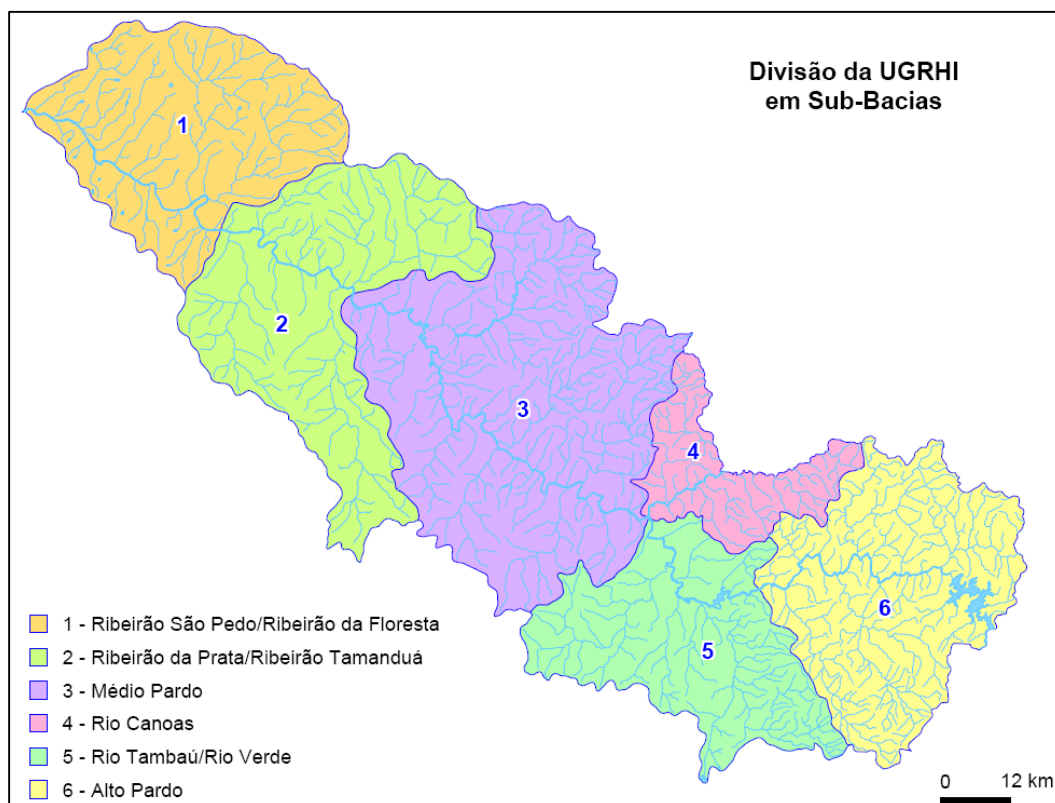 Divisão da UGRHI
em Sub-Bacias
1
2
3
4
5
6
1 - Ribeirão São Pedo/Ribeirão da Floresta
2 - Ribeirão da Prata/Ribeirão Tamanduá
3 - Médio Pardo
4 - Rio Canoas
5 - Rio Tambaú/Rio Verde
6 - Alto Pardo
0 12 km